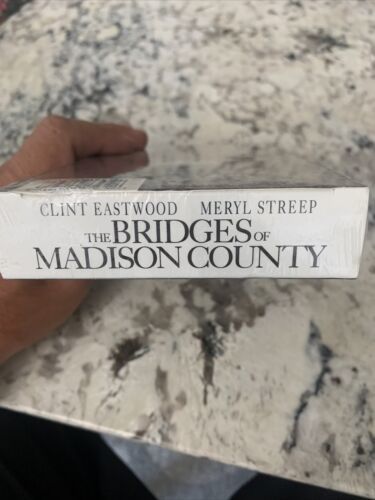 CLINT EASTWOOD MERYL STREEP
THE BRIDGES OF
MADISON COUNTY